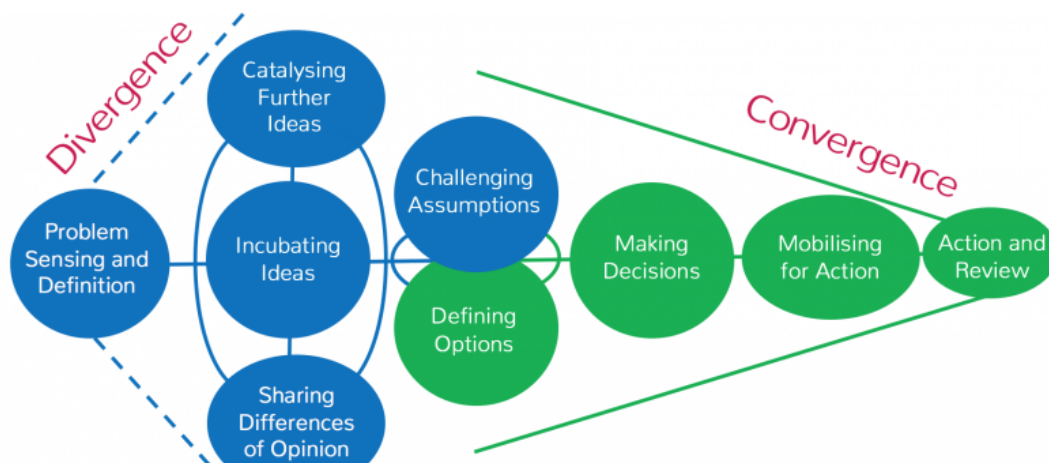 Divergence
Problem
Sensing and
Definition
Catalysing
Further
Ideas
Incubating
Ideas
Sharing
Differences
of Opinion
Challenging
Assumptions
Defining
Options
Convergence
Making
Decisions
Mobilising
for Action
Action and
Review